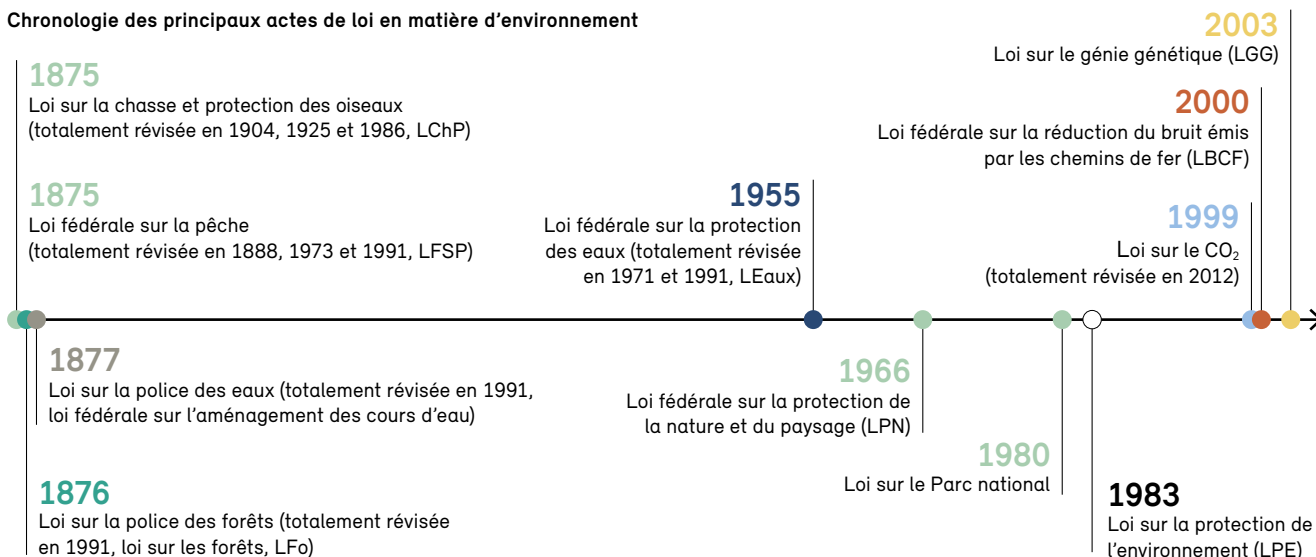 Chronologie des principaux actes de loi en matière d'environnement
1875
Loi sur la chasse et protection des oiseaux
(totalement révisée en 1904, 1925 et 1986, LChP)
1875
Loi fédérale sur la pêche
(totalement révisée en 1888, 1973 et 1991, LFSP)
1877
Loi sur la police des eaux (totalement révisée en 1991,
loi fédérale sur l'aménagement des cours d'eau)
1876
Loi sur la police des forêts (totalement révisée
en 1991, loi sur les forêts, LFo)
1955
Loi fédérale sur la protection
des eaux (totalement révisée
en 1971 et 1991, LEaux)
1966
Loi fédérale sur la protection de
la nature et du paysage (LPN)
1980
Loi sur le Parc national
1983
Loi sur la protection de
l'environnement (LPE)
2003
Loi sur le génie génétique (LGG)
2000
Loi fédérale sur la réduction du bruit émis
par les chemins de fer (LBCF)
1999
Loi sur le CO₂
(totalement révisée en 2012)